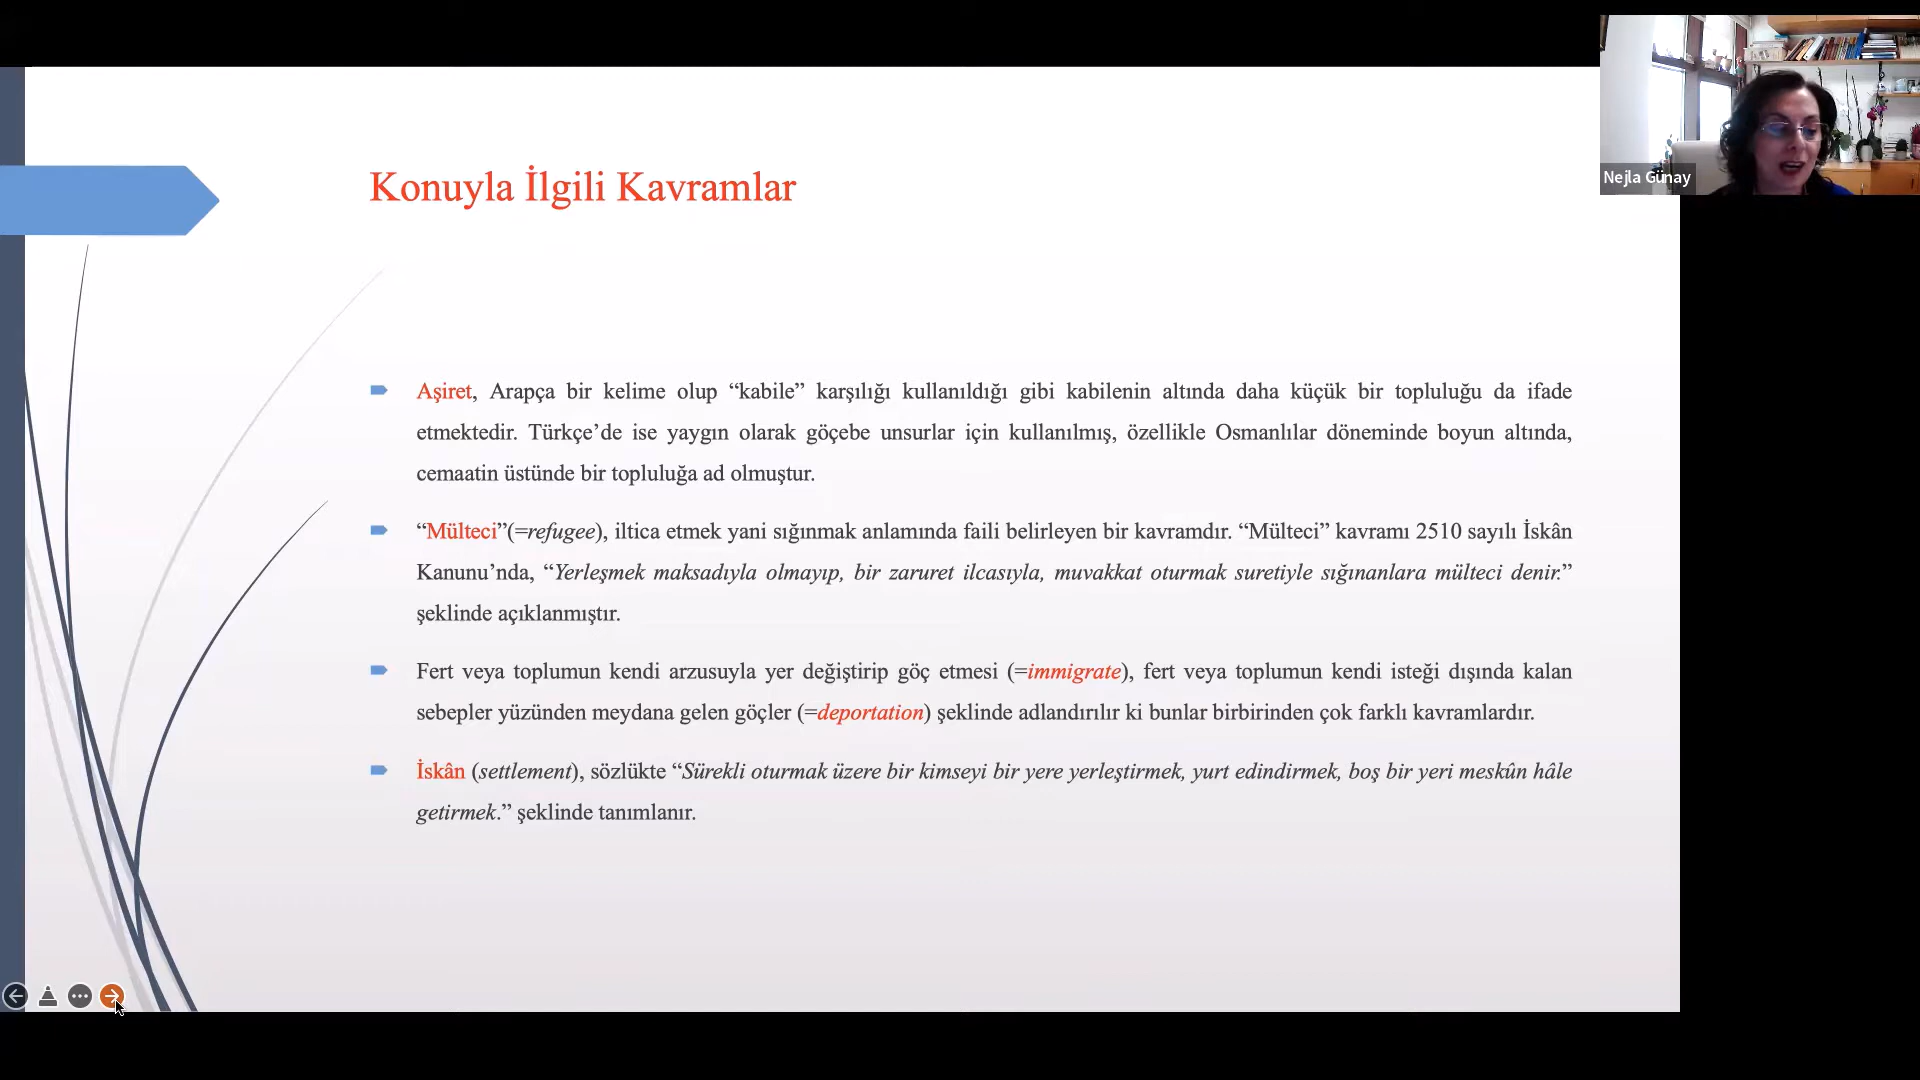 Nejla Günay
Konuyla İlgili Kavramlar
Aşiret, Arapça bir kelime olup “kabile” karşılığı kullanıldığı gibi kabilenin altında daha küçük bir topluluğu da ifade
etmektedir. Türkçe’de ise yaygın olarak göçebe unsurlar için kullanılmış, özellikle Osmanlılar döneminde boyun altında,
cemaatin üstünde bir topluluğa ad olmuştur.
“Mülteci”(=refugee), iltica etmek yani sığınmak anlamında faili belirleyen bir kavramdır. “Mülteci” kavramı 2510 sayılı İskân
Kanunu’nda, “Yerleşmek maksadıyla olmayıp, bir zaruret ilcasıyla, muvakkat oturmak suretiyle sığınanlara mülteci denir.”
şeklinde açıklanmıştır.
Fert veya toplumun kendi arzusuyla yer değiştirip göç etmesi (=immigrate), fert veya toplumun kendi isteği dışında kalan
sebepler yüzünden meydana gelen göçler (=deportation) şeklinde adlandırılır ki bunlar birbirinden çok farklı kavramlardır.
İskân (settlement), sözlükte “Sürekli oturmak üzere bir kimseyi bir yere yerleştirmek, yurt edindirmek, boş bir yeri meskûn hâle
getirmek.” şeklinde tanımlanır.